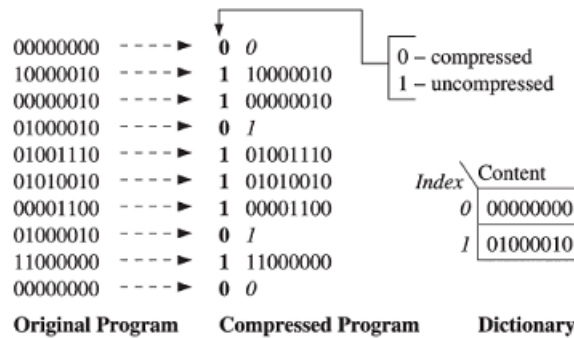 00000000 0 0
10000010 1 10000010
00000010 1 00000010
01000010 0 1
01001110 1 01001110
01010010 1 01010010
00001100 1 00001100
01000010 0 1
11000000 1 11000000
00000000 0 0
0 – compressed
1 – uncompressed
Index Content
0 00000000
1 01000010
Original Program Compressed Program Dictionary